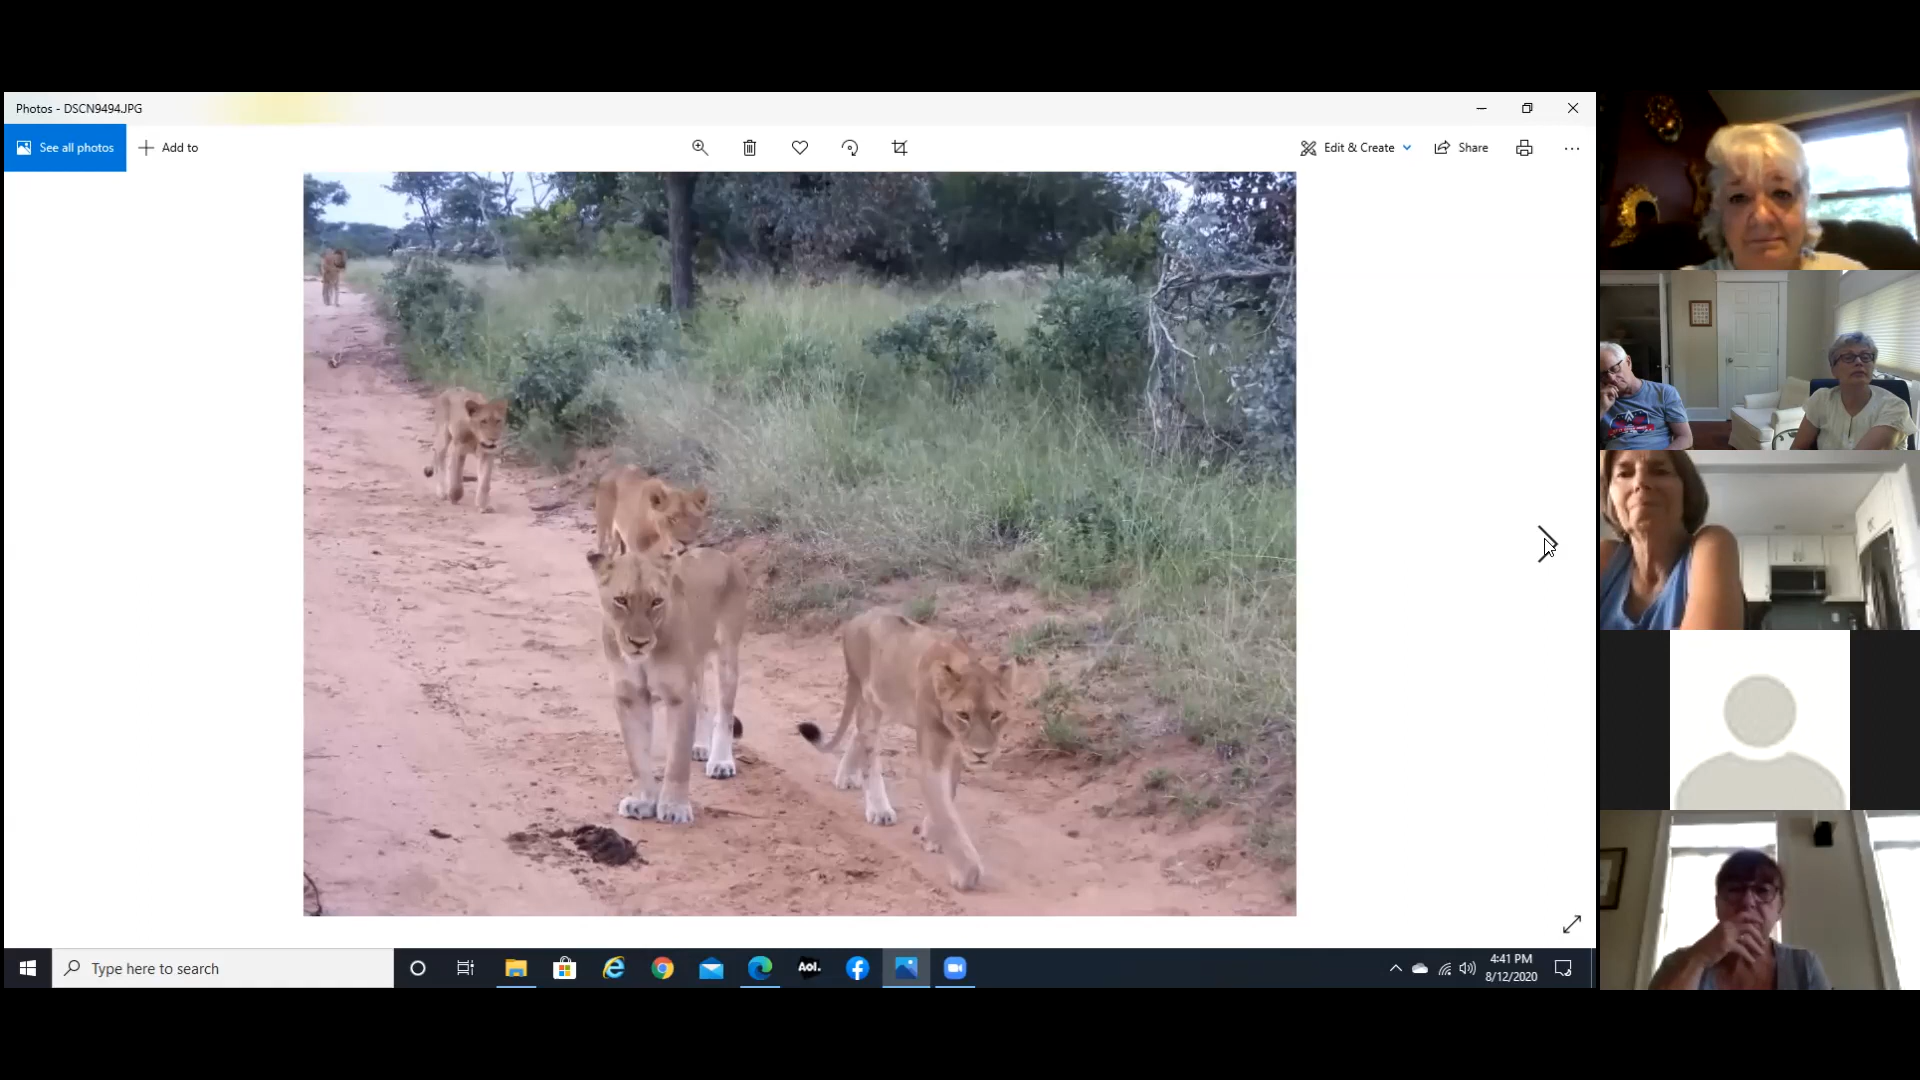 Photos - DSCN9494.JPG
See all photos
Add to
Edit & Create
Share
Type here to search
Aol.
4:41 PM
8/12/2020